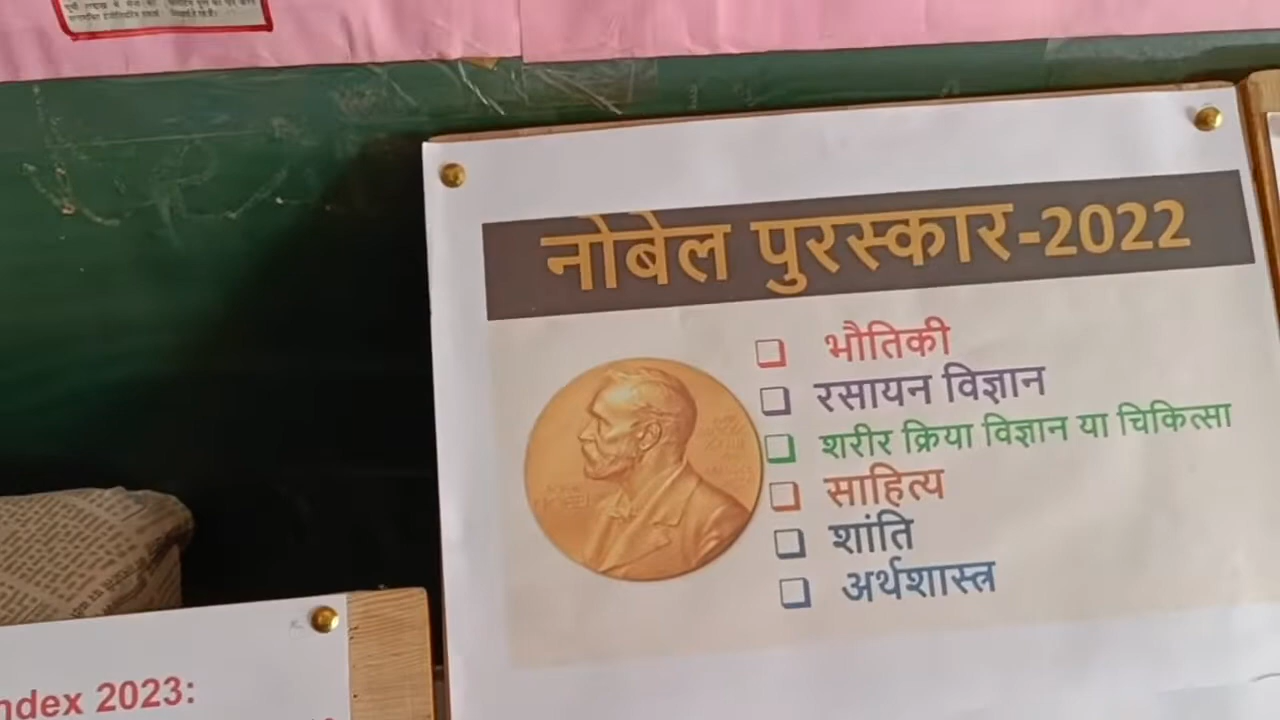 नोबेल पुरस्कार-2022
भौतिकी
रसायन विज्ञान
शरीर क्रिया विज्ञान या चिकित्सा
साहित्य
शांति
अर्थशास्त्र
ndex 2023: